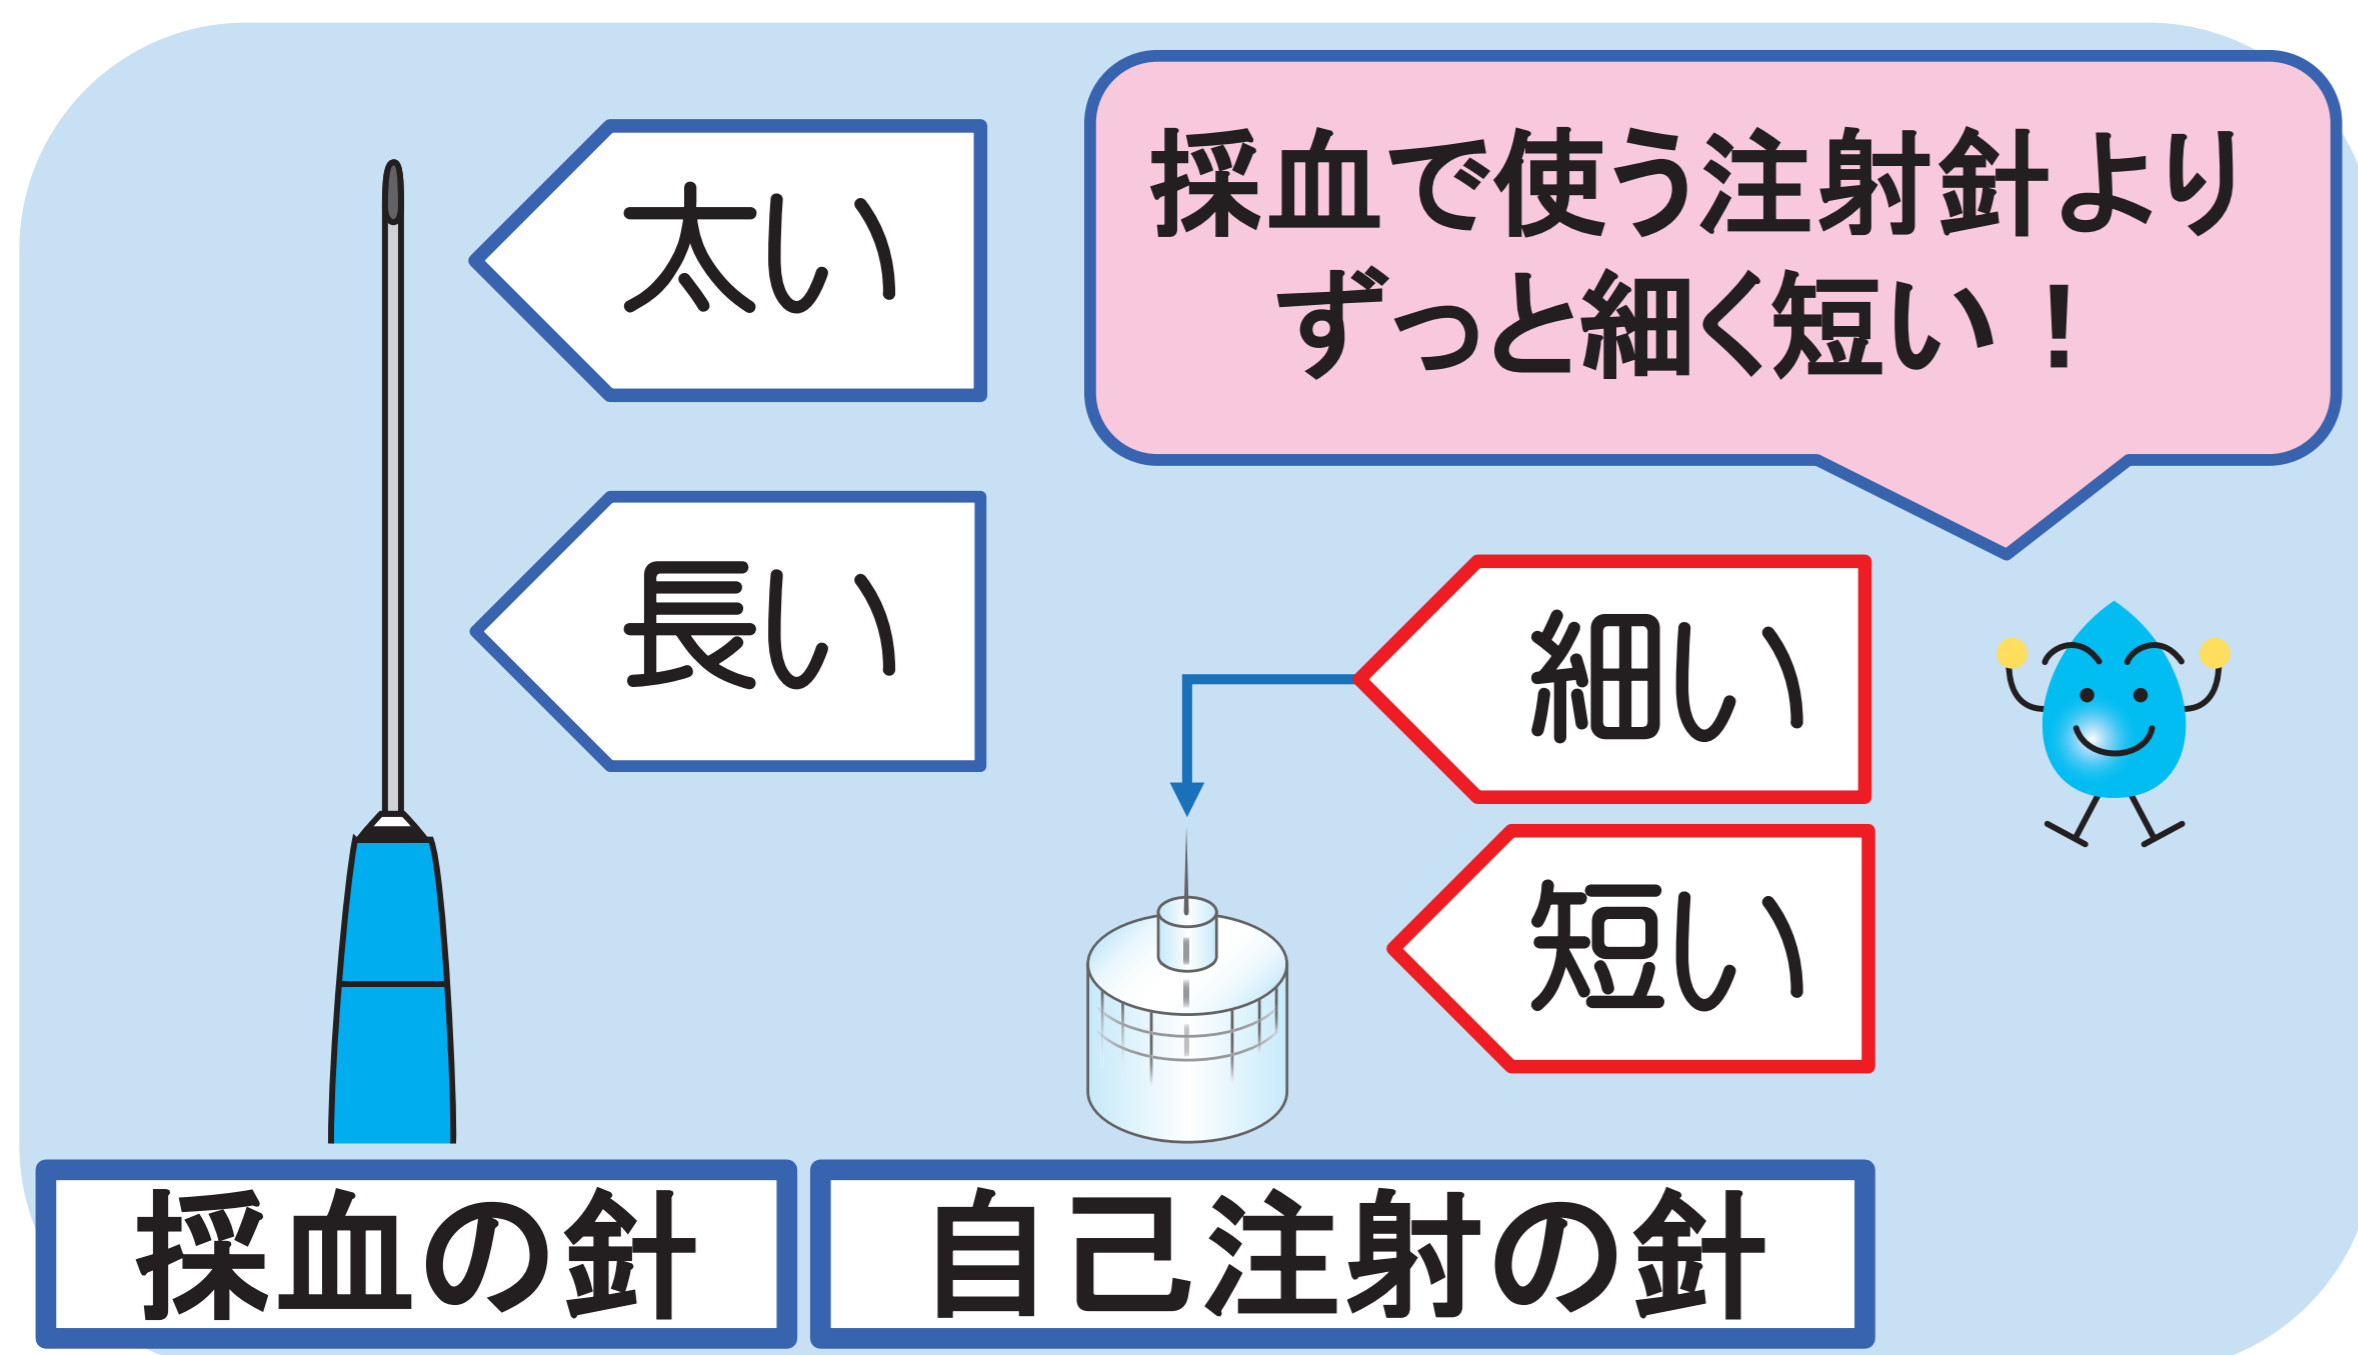 採血で使う注射針より
ずっと細く短い！
太い
長い
細い
短い
採血の針
自己注射の針